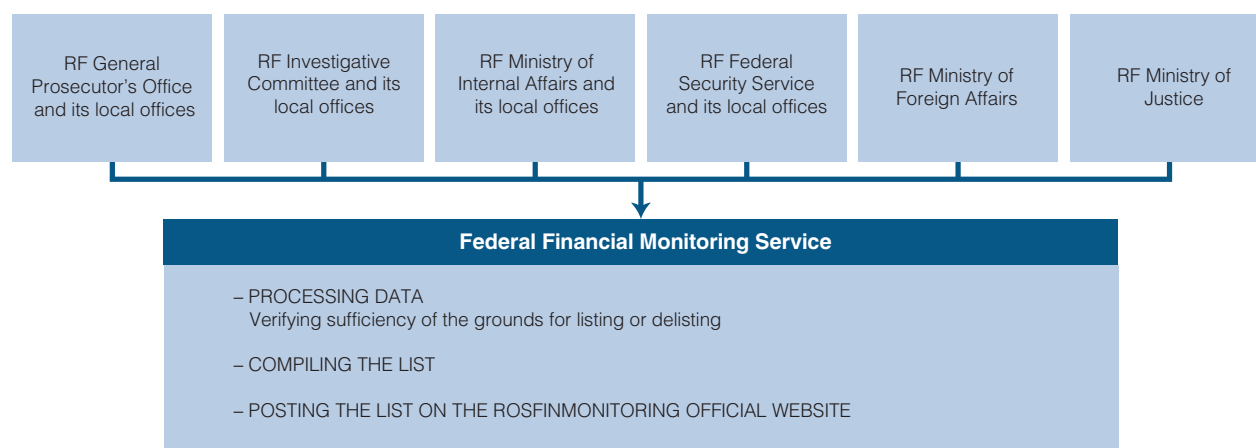 RF General
Prosecutor's Office
and its local offices
RF Investigative
Committee and its
local offices
RF Ministry of
Internal Affairs and
its local offices
RF Federal
Security Service
and its local offices
RF Ministry of
Foreign Affairs
RF Ministry of
Justice
Federal Financial Monitoring Service
– PROCESSING DATA
Verifying sufficiency of the grounds for listing or delisting
– COMPILING THE LIST
– POSTING THE LIST ON THE ROSFINMONITORING OFFICIAL WEBSITE